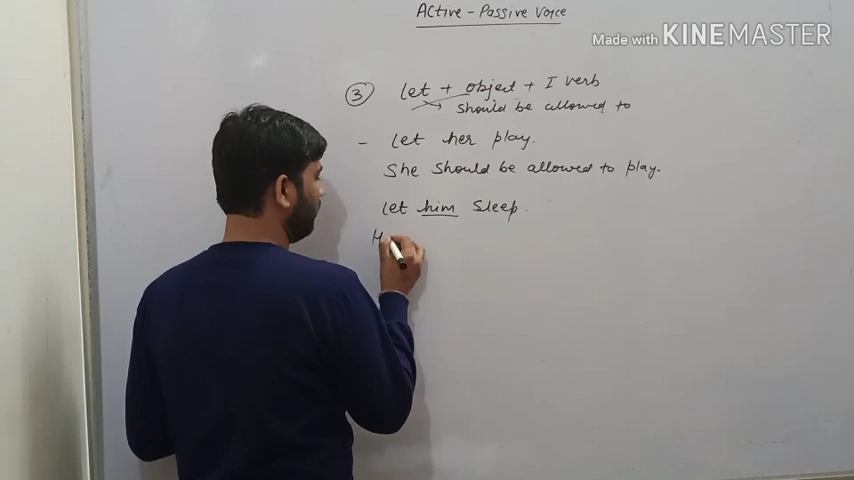 Active - Passive Voice
Made with KINEMASTER
③ let + object + I verb
should be allowed to
- let her play.
She should be allowed to play.
let him sleep.
H